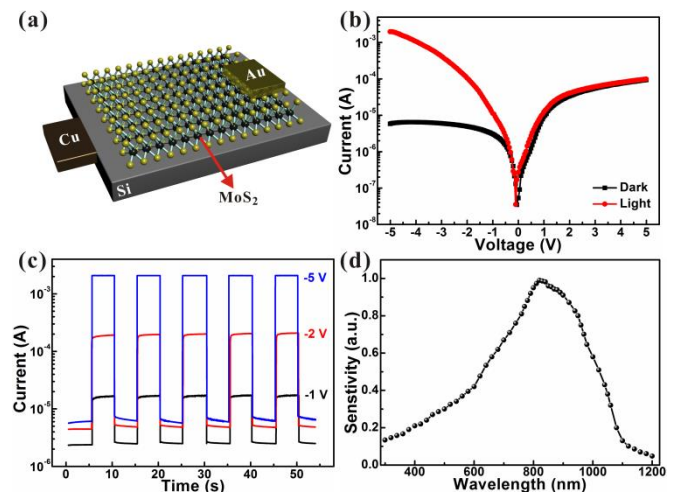 (a)
Au
Cu
Si
MoS2
(b)
Current (A)
10-3
10-4
10-5
10-6
10-7
10-8
-5 -4 -3 -2 -1 0 1 2 3 4 5
Voltage (V)
Dark
Light
(c)
Current (A)
10-3
10-4
10-5
10-6
-5 V
-2 V
-1 V
0 10 20 30 40 50
Time (s)
(d)
Senstivity (a.u.)
1.0
0.8
0.6
0.4
0.2
0.0
400 600 800 1000 1200
Wavelength (nm)